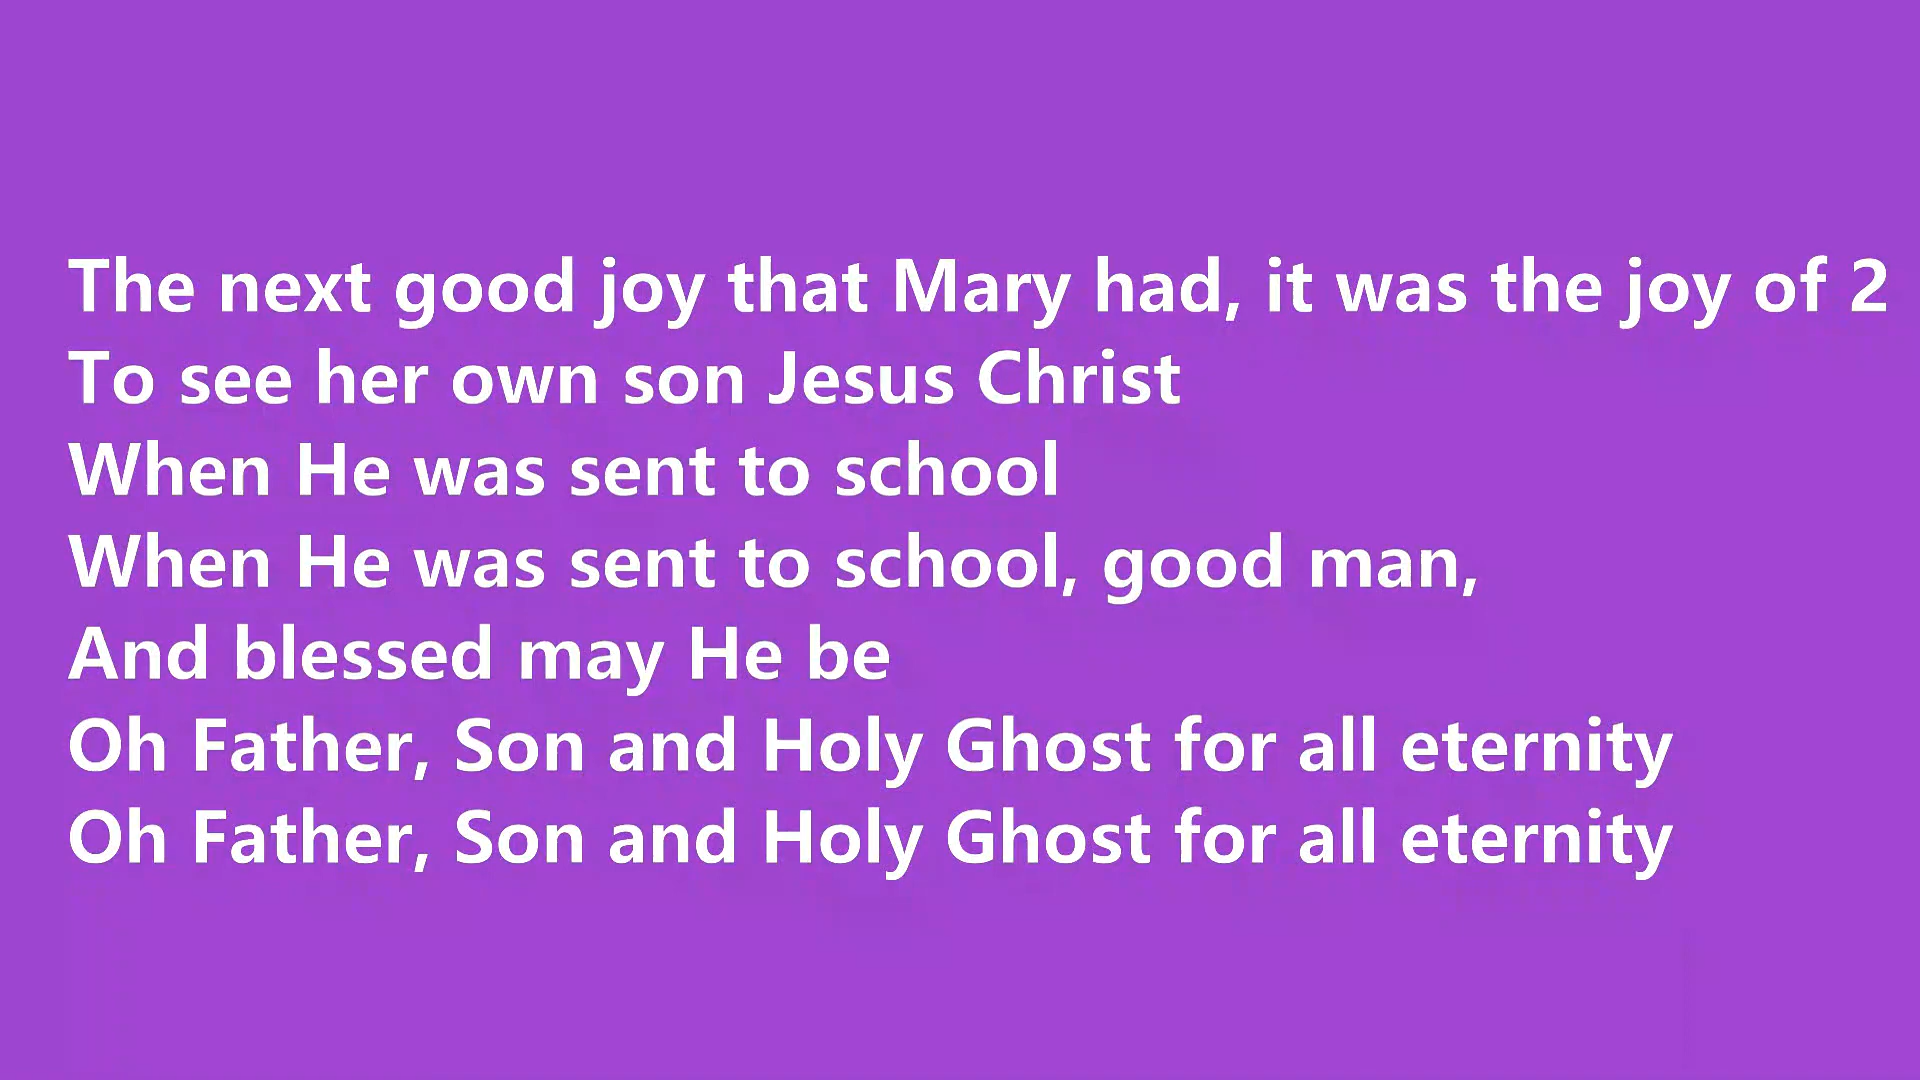 The next good joy that Mary had, it was the joy of 2
To see her own son Jesus Christ
When He was sent to school
When He was sent to school, good man,
And blessed may He be
Oh Father, Son and Holy Ghost for all eternity
Oh Father, Son and Holy Ghost for all eternity